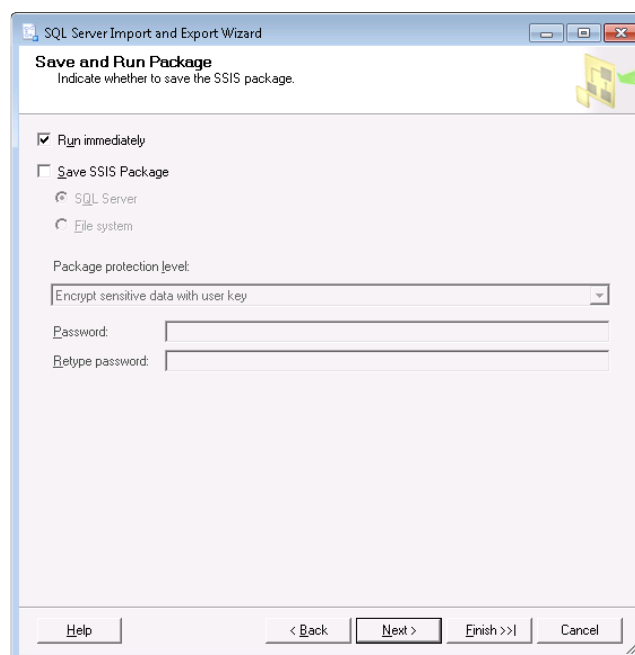 SQL Server Import and Export Wizard
Save and Run Package
Indicate whether to save the SSIS package.
Run immediately
Save SSIS Package
SQL Server
File system
Package protection level:
Encrypt sensitive data with user key
Password:
Retype password:
Help
< Back
Next >
Finish >>|
Cancel